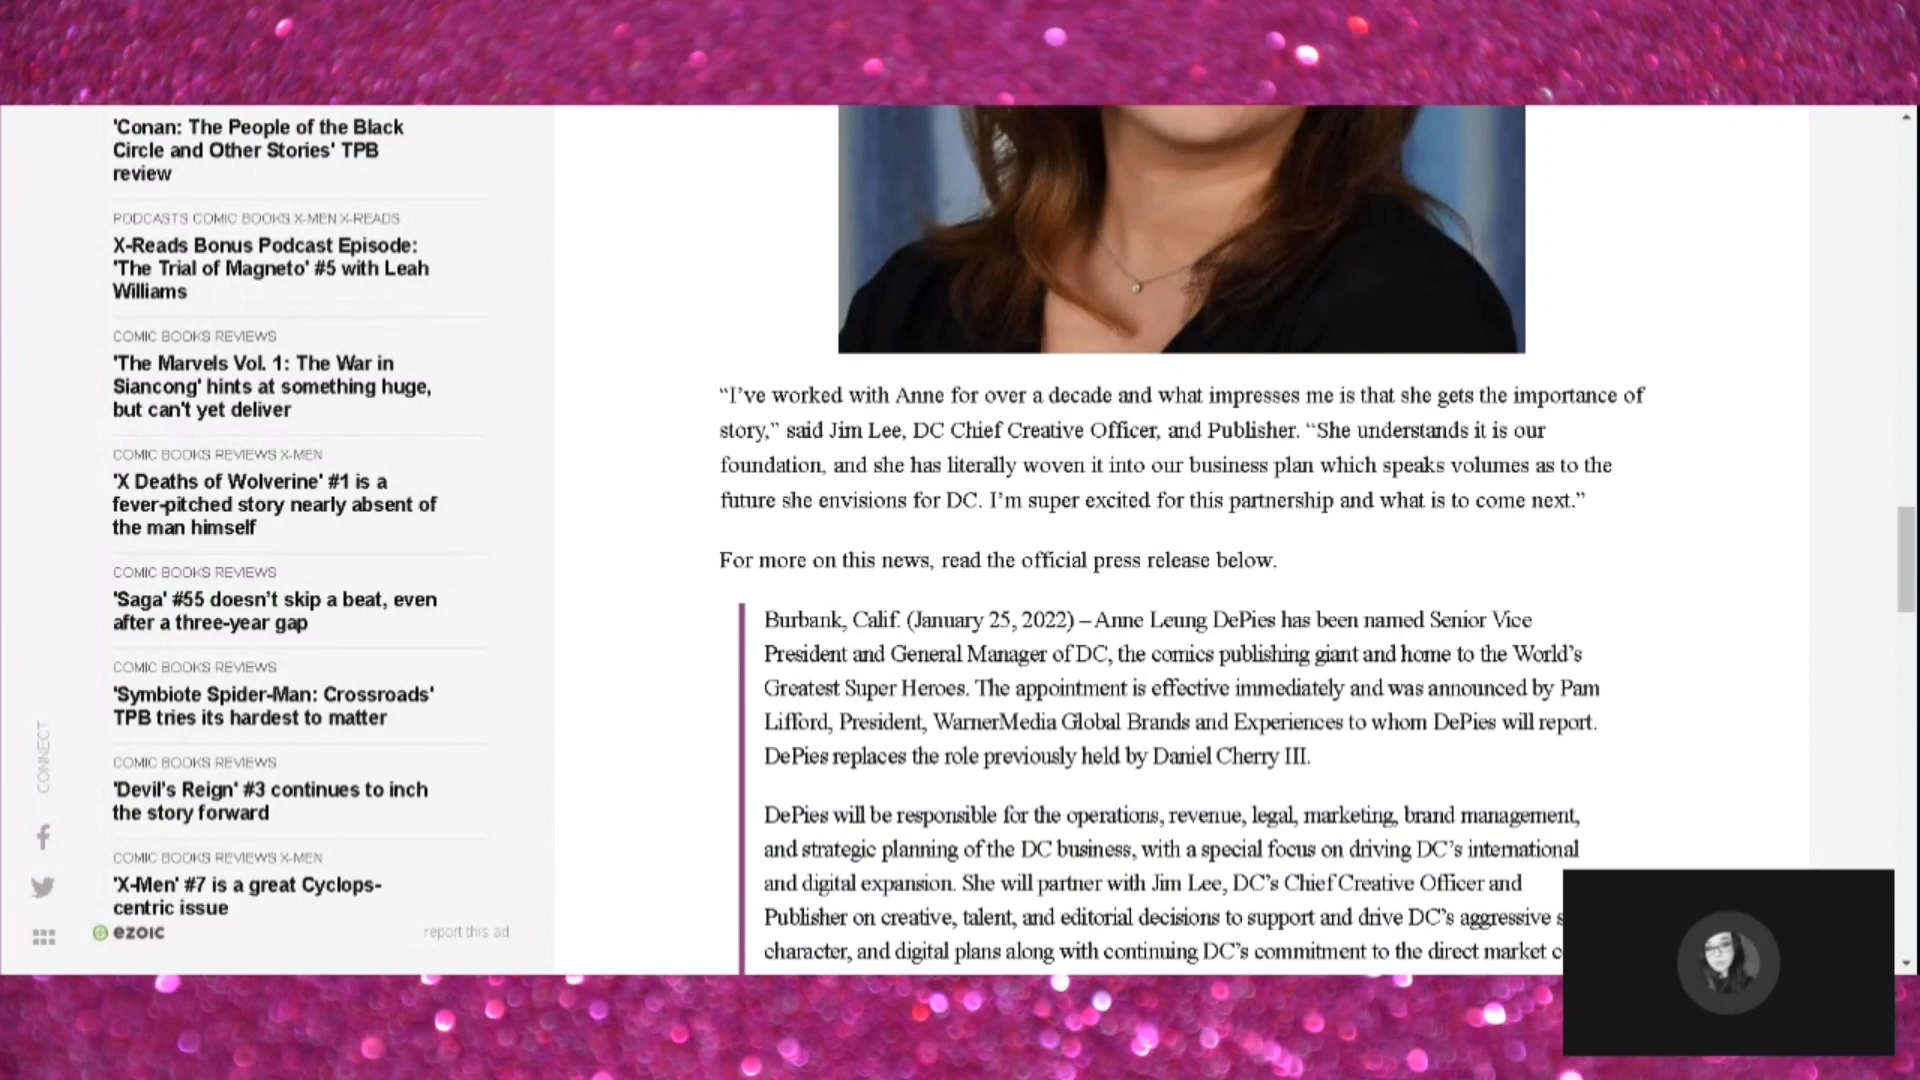 'Conan: The People of the Black
Circle and Other Stories' TPB
review
PODCASTS COMIC BOOKS X-MEN X-READS
X-Reads Bonus Podcast Episode:
'The Trial of Magneto' #5 with Leah
Williams
COMIC BOOKS REVIEWS
'The Marvels Vol. 1: The War in
Siancong' hints at something huge,
but can't yet deliver
COMIC BOOKS REVIEWS X-MEN
'X Deaths of Wolverine' #1 is a
fever-pitched story nearly absent of
the man himself
COMIC BOOKS REVIEWS
'Saga' #55 doesn't skip a beat, even
after a three-year gap
COMIC BOOKS REVIEWS
'Symbiote Spider-Man: Crossroads'
TPB tries its hardest to matter
COMIC BOOKS REVIEWS
'Devil's Reign' #3 continues to inch
the story forward
COMIC BOOKS REVIEWS X-MEN
'X-Men' #7 is a great Cyclops-
centric issue
ezoic
report this ad
CONNECT
“I’ve worked with Anne for over a decade and what impresses me is that she gets the importance of
story,” said Jim Lee, DC Chief Creative Officer, and Publisher. “She understands it is our
foundation, and she has literally woven it into our business plan which speaks volumes as to the
future she envisions for DC. I’m super excited for this partnership and what is to come next.”
For more on this news, read the official press release below.
Burbank, Calif. (January 25, 2022) – Anne Leung DePies has been named Senior Vice
President and General Manager of DC, the comics publishing giant and home to the World’s
Greatest Super Heroes. The appointment is effective immediately and was announced by Pam
Lifford, President, WarnerMedia Global Brands and Experiences to whom DePies will report.
DePies replaces the role previously held by Daniel Cherry III.
DePies will be responsible for the operations, revenue, legal, marketing, brand management,
and strategic planning of the DC business, with a special focus on driving DC’s international
and digital expansion. She will partner with Jim Lee, DC’s Chief Creative Officer and
Publisher on creative, talent, and editorial decisions to support and drive DC’s aggressive
character, and digital plans along with continuing DC’s commitment to the direct market